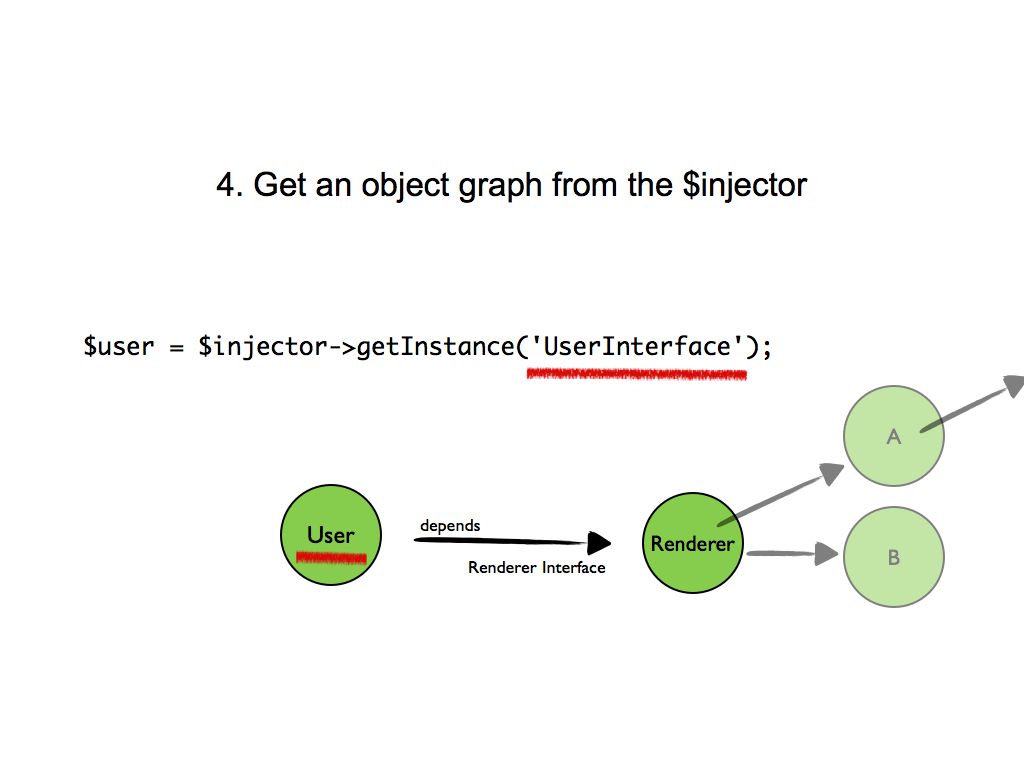 4. Get an object graph from the $injector
$user = $injector->getInstance('UserInterface');
A
User
depends
Renderer Interface
Renderer
B